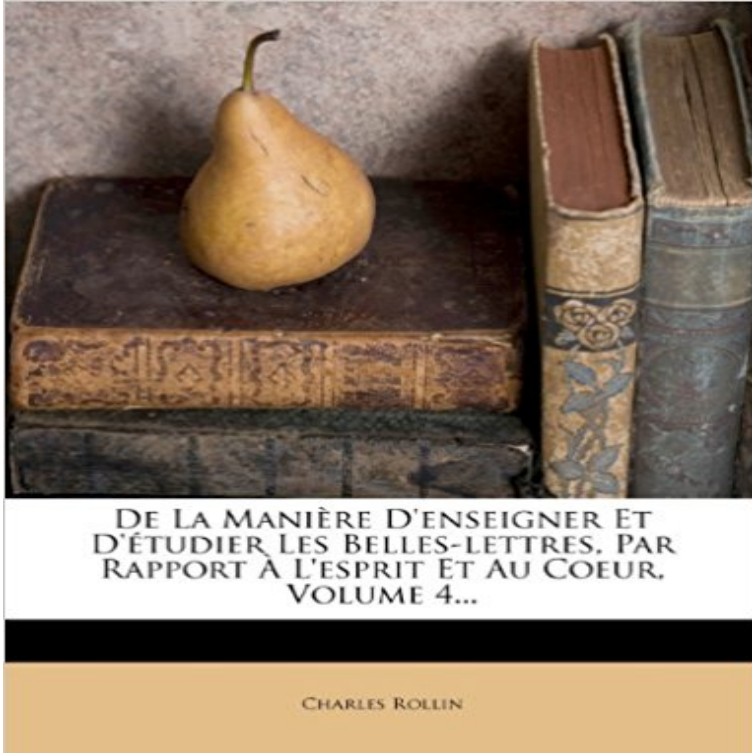 De La Manière D'enseigner Et
D'étudier Les Belles-lettres, Par
Rapport À L'esprit Et Au Coeur,
Volume 4...
Charles Rollin